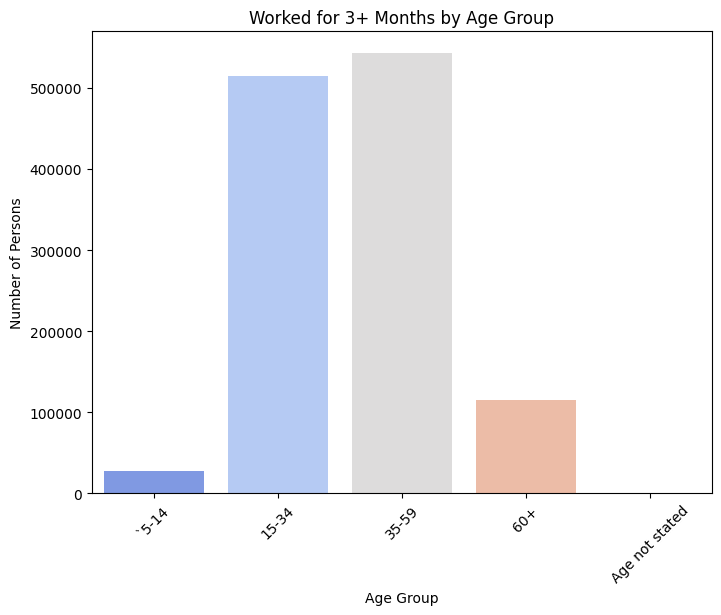 Worked for 3+ Months by Age Group
Number of Persons
500000
400000
300000
200000
100000
0
`5-14
15-34
35-59
60+
Age not stated
Age Group